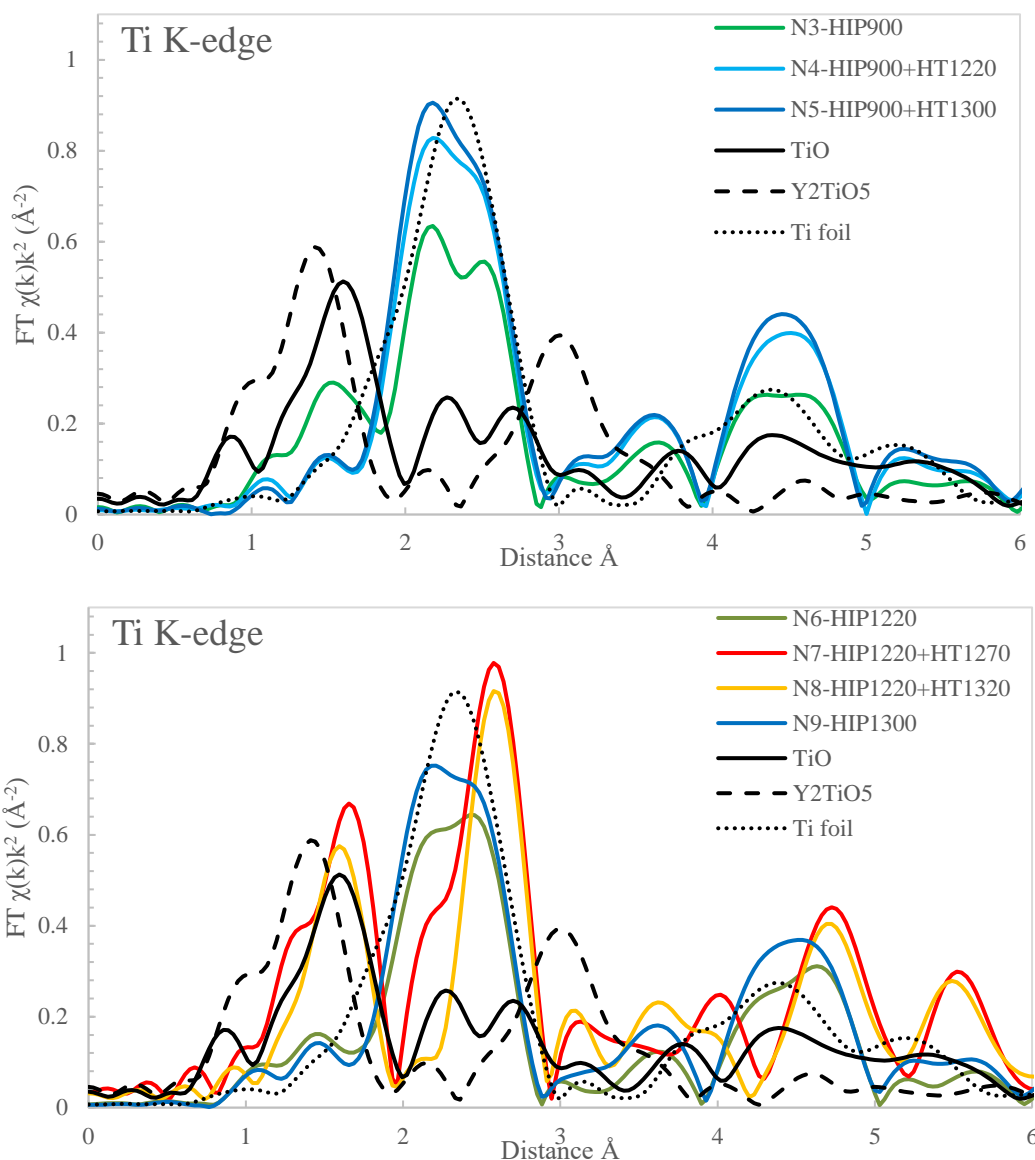 Ti K-edge
N3-HIP900
N4-HIP900+HT1220
N5-HIP900+HT1300
TiO
Y2TiO5
Ti foil
FT χ(k)k² (Å⁻²)
1
0.8
0.6
0.4
0.2
0
0 1 2 3 4 5 6
Distance Å
Ti K-edge
N6-HIP1220
N7-HIP1220+HT1270
N8-HIP1220+HT1320
N9-HIP1300
TiO
Y2TiO5
Ti foil
FT χ(k)k² (Å⁻²)
1
0.8
0.6
0.4
0.2
0
0 1 2 3 4 5 6
Distance Å